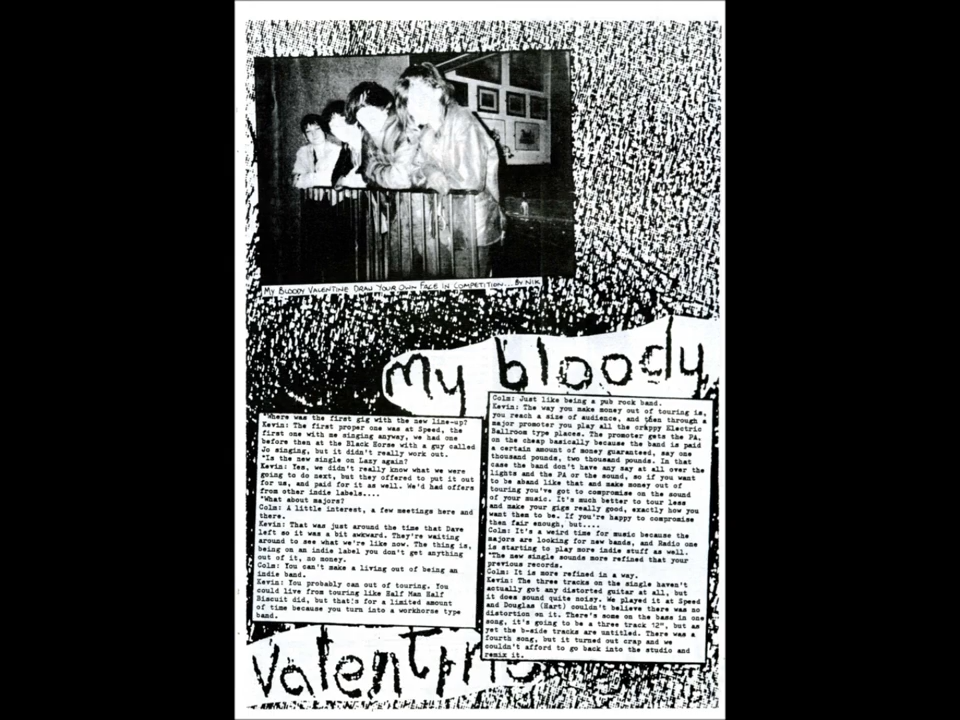 My Bloody Valentine Draw Your Own Face In Competition... By Nik
My bloody
"Where was the first gig with the new line-up?
Kevin: The first proper one was at Speed, the
first one with me singing anyway, we had one
before then at the Black Horse with a guy called
Jo singing, but it didn't really work out.
"Is the new single on Lazy again?
Kevin: Yes, we didn't really know what we were
going to do next, but they offered to put it out
for us, and paid for it as well. We'd had offers
from other indie labels....
"What about majors?
Colm: A little interest, a few meetings here and
there.
Kevin: That was just around the time that Dave
left so it was a bit awkward. They're waiting
around to see what we're like now. The thing is,
being on an indie label you don't get anything
out of it, no money.
Colm: You can't make a living out of being an
indie band.
Kevin: You probably can out of touring. You
could live from touring like Half Man Half
Biscuit did, but that's for a limited amount
of time because you turn into a workhorse type
band.
Colm: Just like being a pub rock band.
Kevin: The way you make money out of touring is,
you reach a size of audience, and then through a
major promoter you play all the crappy Electric
Ballroom type places. The promoter gets the PA,
on the cheap basically because the band is paid
a certain amount of money guaranteed, say one
thousand pounds, two thousand pounds. In that
case the band don't have any say at all over the
lights and the PA or the sound, so if you want
to be aband like that and make money out of
touring you've got to compromise on the sound
of your music. It's much better to tour less
and make your gigs really good, exactly how you
want them to be. If you're happy to compromise
then fair enough, but....
Colm: It's a weird time for music because the
majors are looking for new bands, and Radio one
is starting to play more indie stuff as well.
"The new single sounds more refined that your
previous records.
Colm: It is more refined in a way.
Kevin: The three tracks on the single haven't
actually got any distorted guitar at all, but
it does sound quite noisy. We played it at Speed
and Douglas (Hart) couldn't believe there was no
distortion on it. There's some on the bass in one
song, it's going to be a three track 12", but as
yet the b-side tracks are untitled. There was a
fourth song, but it turned out crap and we
couldn't afford to go back into the studio and
remix it.
valentine